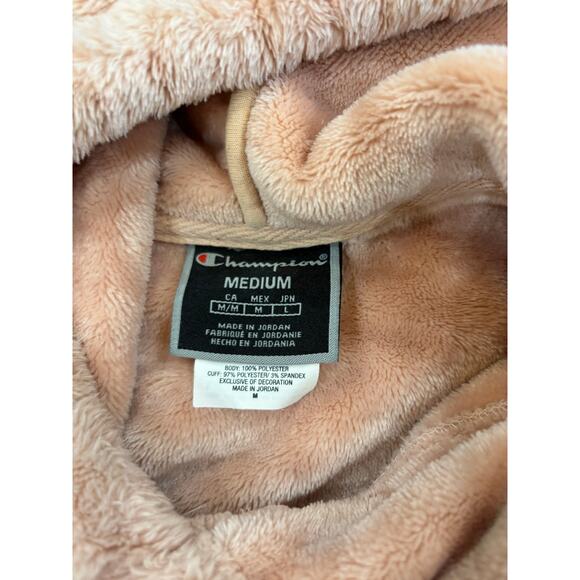 Champion®
MEDIUM
CA MEX JPN
M/M M L
MADE IN JORDAN
FABRIQUÉ EN JORDANIE
HECHO EN JORDANIA
BODY: 100% POLYESTER
CUFF: 97% POLYESTER/ 3% SPANDEX
EXCLUSIVE OF DECORATION
MADE IN JORDAN
M